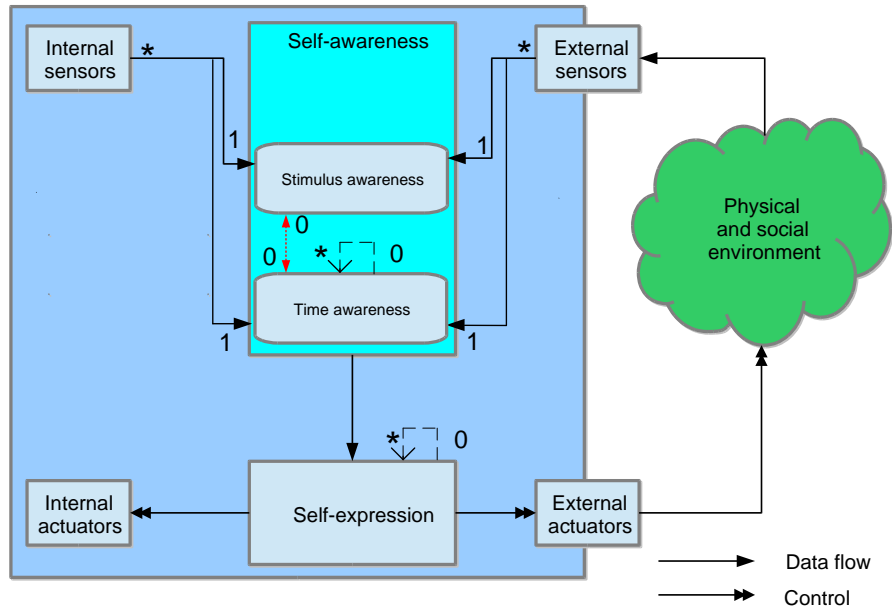 Internal
sensors
*
Self-awareness
*
External
sensors
1
1
Stimulus awareness
0
0
*
0
Time awareness
1
1
Physical
and social
environment
*
0
Internal
actuators
Self-expression
External
actuators
Data flow
Control